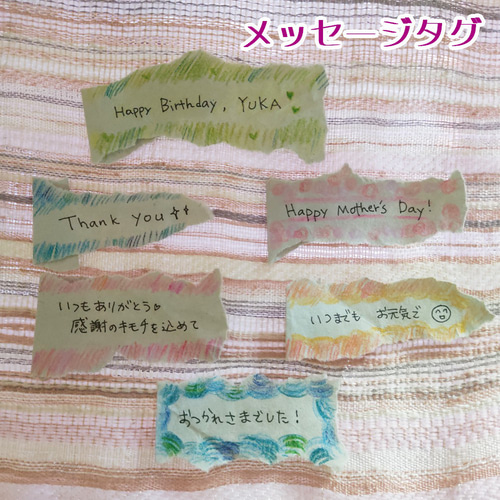 メッセージタグ
Happy Birthday, YUKA
Thank you
Happy Mother's Day!
いつもありがとう
感謝のキモチを込めて
いつまでも お元気で
おつかれさまでした!